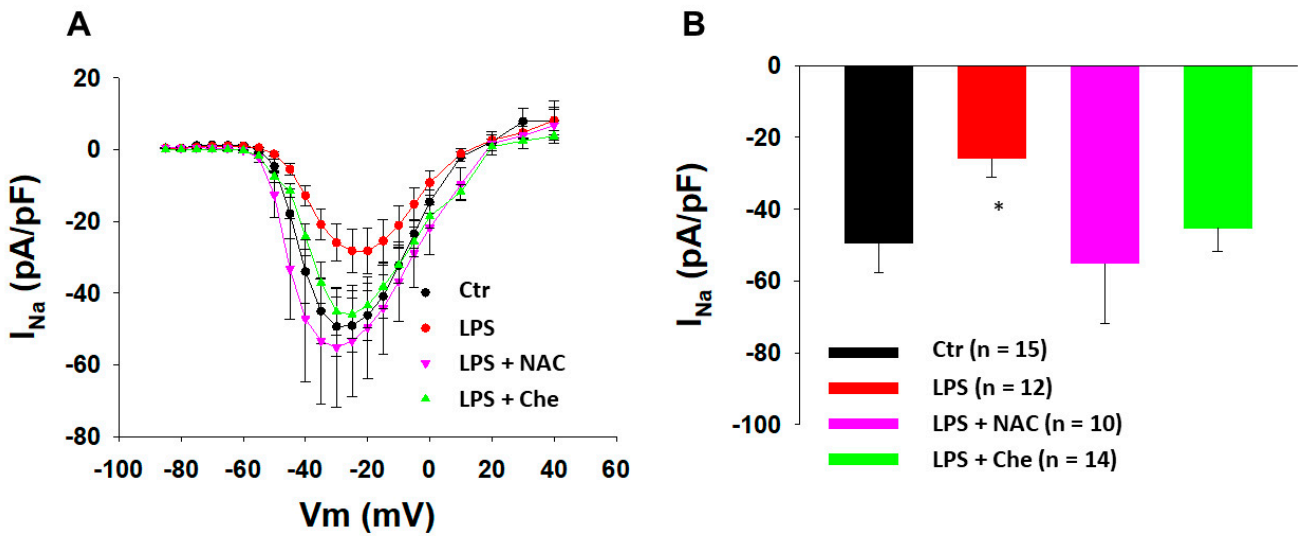 A
20
0
-20
-40
-60
-80
I_Na (pA/pF)
-100 -80 -60 -40 -20 0 20 40 60
Vm (mV)
Ctr
LPS
LPS + NAC
LPS + Che
B
0
-20
-40
-60
-80
-100
I_Na (pA/pF)
*
Ctr (n = 15)
LPS (n = 12)
LPS + NAC (n = 10)
LPS + Che (n = 14)